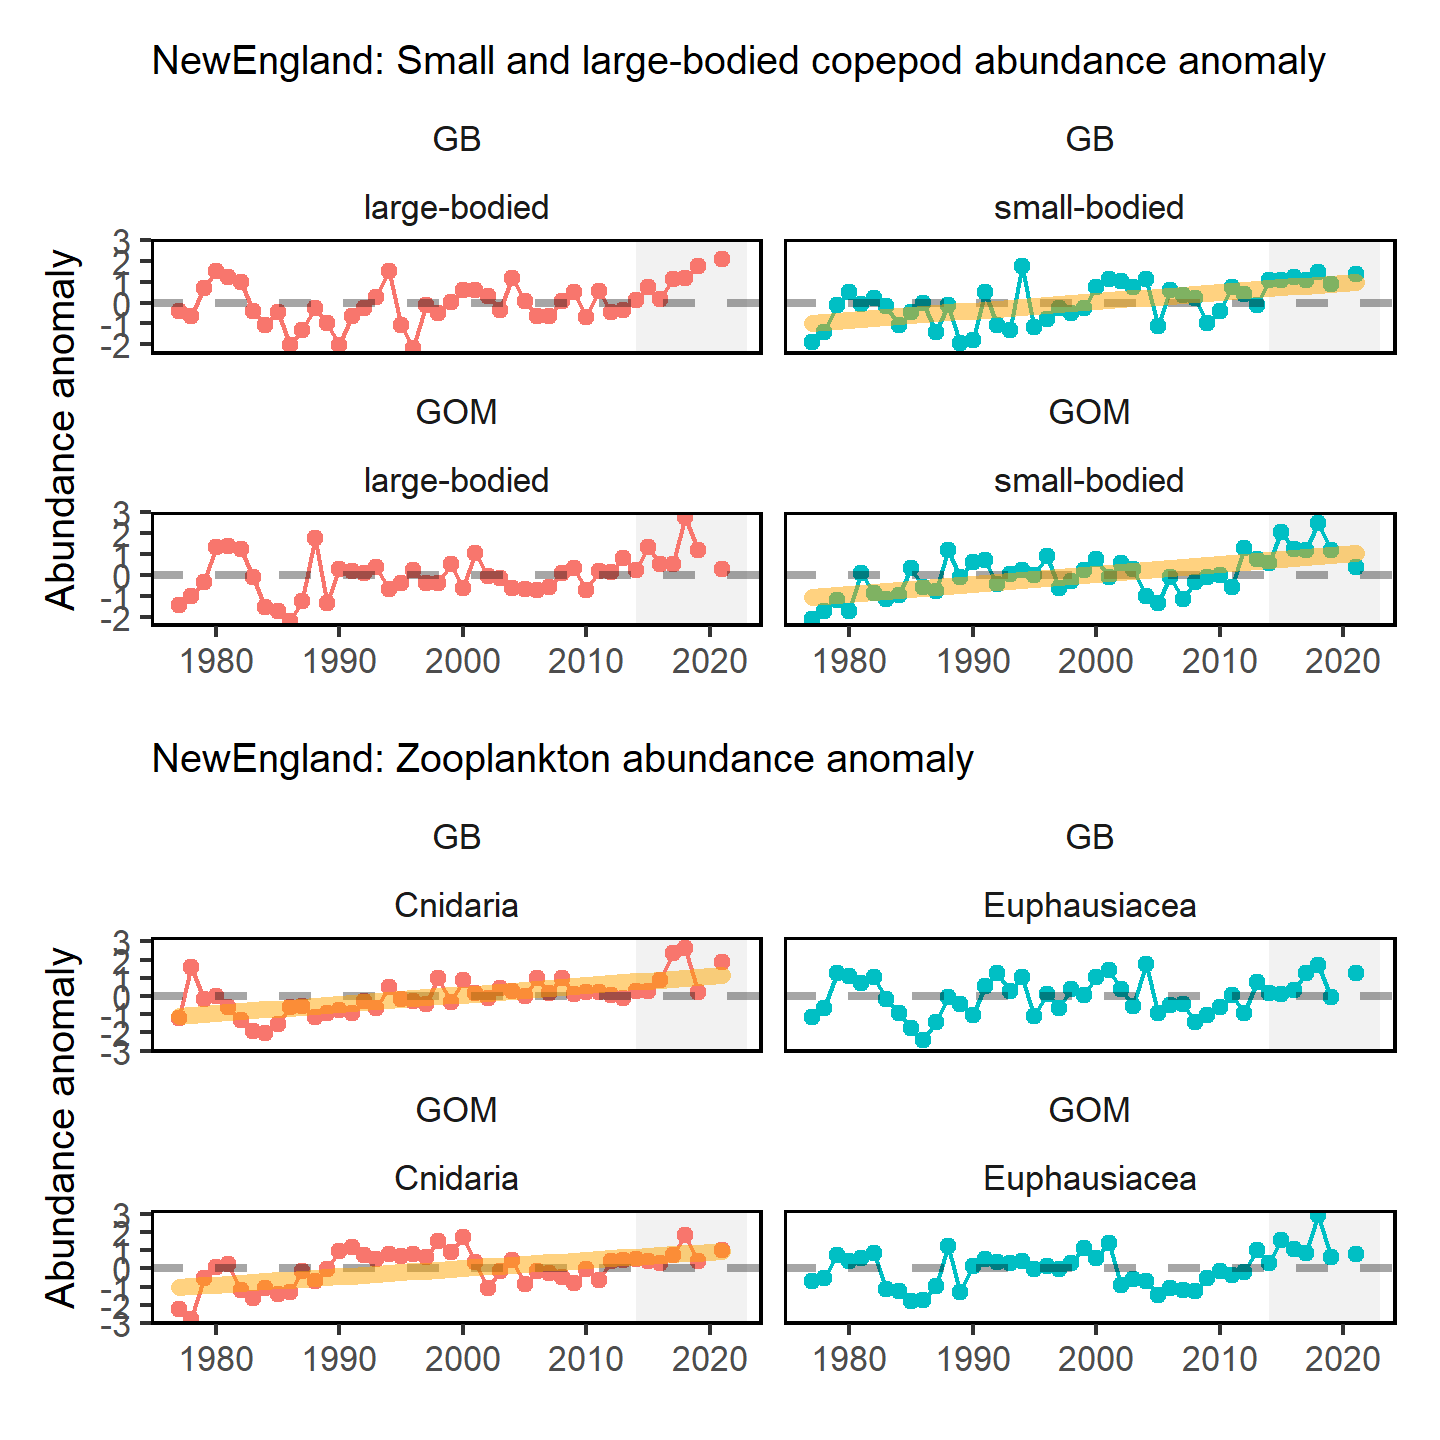 NewEngland: Small and large-bodied copepod abundance anomaly
GB
GB
large-bodied
small-bodied
Abundance anomaly
3
2
1
0
-1
-2
GOM
GOM
large-bodied
small-bodied
3
2
1
0
-1
-2
1980 1990 2000 2010 2020
1980 1990 2000 2010 2020
NewEngland: Zooplankton abundance anomaly
GB
GB
Cnidaria
Euphausiacea
Abundance anomaly
3
2
1
0
-1
-2
-3
GOM
GOM
Cnidaria
Euphausiacea
3
2
1
0
-1
-2
-3
1980 1990 2000 2010 2020
1980 1990 2000 2010 2020